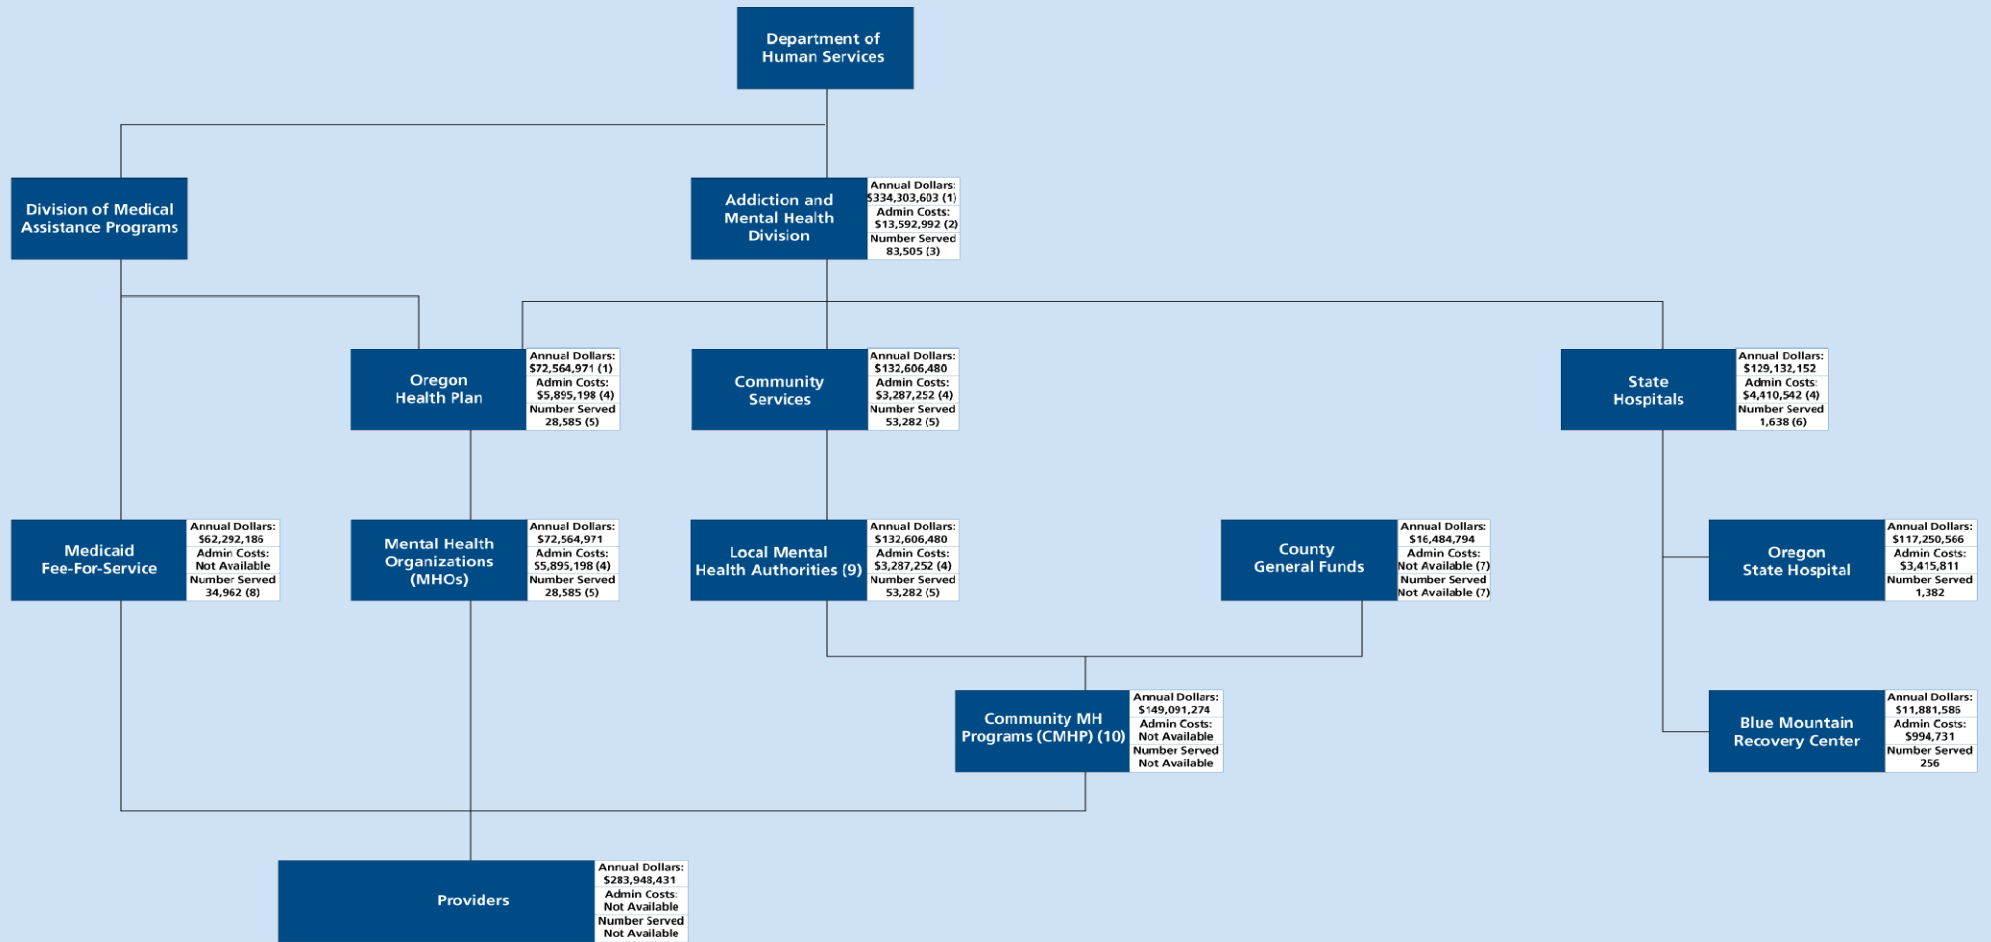 Department of
Human Services
Division of Medical
Assistance Programs
Addiction and
Mental Health
Division
Annual Dollars:
$334,303,603 (1)
Admin Costs:
$13,592,992 (2)
Number Served
83,505 (3)
Oregon
Health Plan
Annual Dollars:
$72,564,971 (1)
Admin Costs:
$5,895,198 (4)
Number Served
28,585 (5)
Community
Services
Annual Dollars:
$132,606,480
Admin Costs:
$3,287,252 (4)
Number Served
53,282 (5)
State
Hospitals
Annual Dollars:
$129,132,152
Admin Costs:
$4,410,542 (4)
Number Served
1,638 (6)
Medicaid
Fee-For-Service
Annual Dollars:
$62,292,186
Admin Costs:
Not Available
Number Served
34,962 (8)
Mental Health
Organizations
(MHOs)
Annual Dollars:
$72,564,971
Admin Costs:
$5,895,198 (4)
Number Served
28,585 (5)
Local Mental
Health Authorities (9)
Annual Dollars:
$132,606,480
Admin Costs:
$3,287,252 (4)
Number Served
53,282 (5)
County
General Funds
Annual Dollars:
$16,484,794
Admin Costs:
Not Available (7)
Number Served
Not Available (7)
Oregon
State Hospital
Annual Dollars:
$117,250,566
Admin Costs:
$3,415,811
Number Served
1,382
Community MH
Programs (CMHP) (10)
Annual Dollars:
$149,091,274
Admin Costs:
Not Available
Number Served
Not Available
Blue Mountain
Recovery Center
Annual Dollars:
$11,881,586
Admin Costs:
$994,731
Number Served
256
Providers
Annual Dollars:
$283,948,431
Admin Costs:
Not Available
Number Served
Not Available